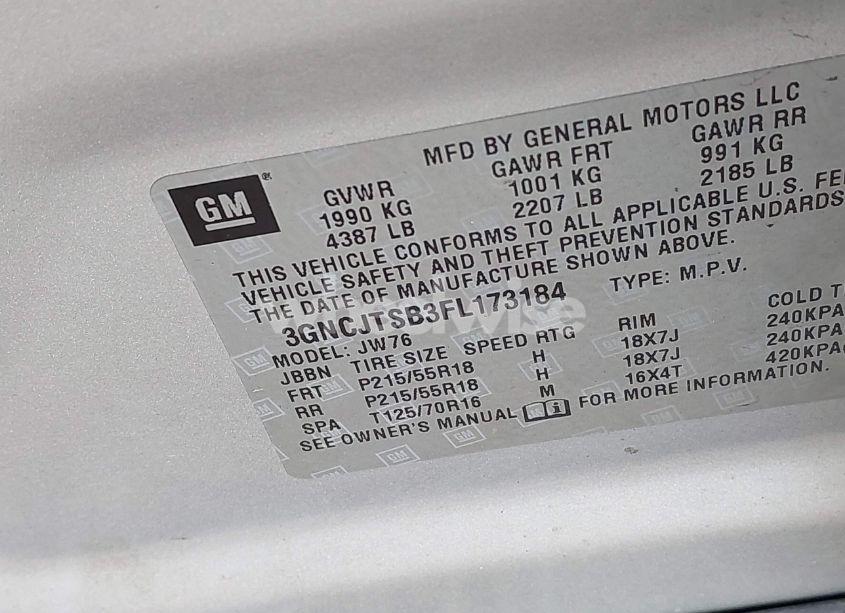 GM®
MFD BY GENERAL MOTORS LLC
GVWR GAWR FRT GAWR RR
1990 KG 1001 KG 991 KG
4387 LB 2207 LB 2185 LB
THIS VEHICLE CONFORMS TO ALL APPLICABLE U.S.
VEHICLE SAFETY AND THEFT PREVENTION STANDARDS
THE DATE OF MANUFACTURE SHOWN ABOVE.
3GNCJTSB3FL173184 TYPE: M.P.V.
MODEL: JW76
JBBN TIRE SIZE SPEED RTG RIM COLD
FRT P215/55R18 H 18X7J 240KPA
RR P215/55R18 H 18X7J 240KPA
SPA T125/70R16 M 16X4T 420KPA
SEE OWNER'S MANUAL i FOR MORE INFORMATION.